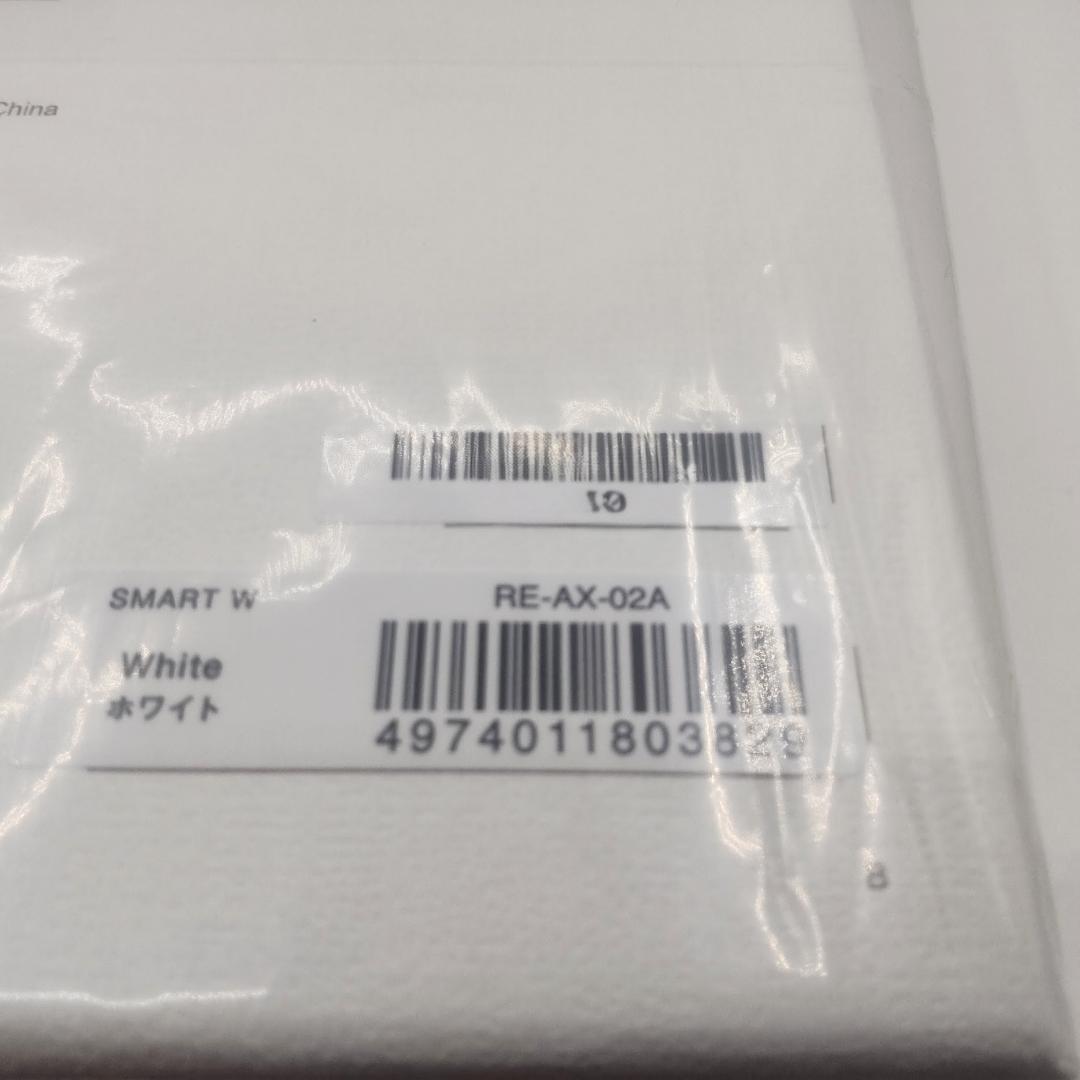 China
01
SMART W
RE-AX-02A
White
ホワイト
4974011803829
B